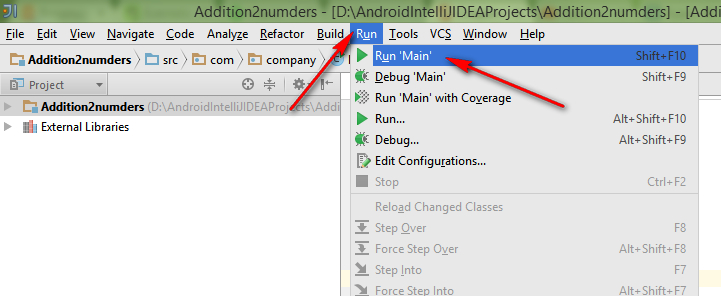 Addition2numders - [D:\AndroidIntelliJIDEAProjects\Addition2numders] - [Ad
File Edit View Navigate Code Analyze Refactor Build Run Tools VCS Window Help
Addition2numders src com company
Project
Addition2numders (D:\AndroidIntelliJIDEAProjects\Addi
External Libraries
Run 'Main' Shift+F10
Debug 'Main' Shift+F9
Run 'Main' with Coverage
Run... Alt+Shift+F10
Debug... Alt+Shift+F9
Edit Configurations...
Stop Ctrl+F2
Reload Changed Classes
Step Over F8
Force Step Over Alt+Shift+F8
Step Into F7
Force Step Into Alt+Shift+F7